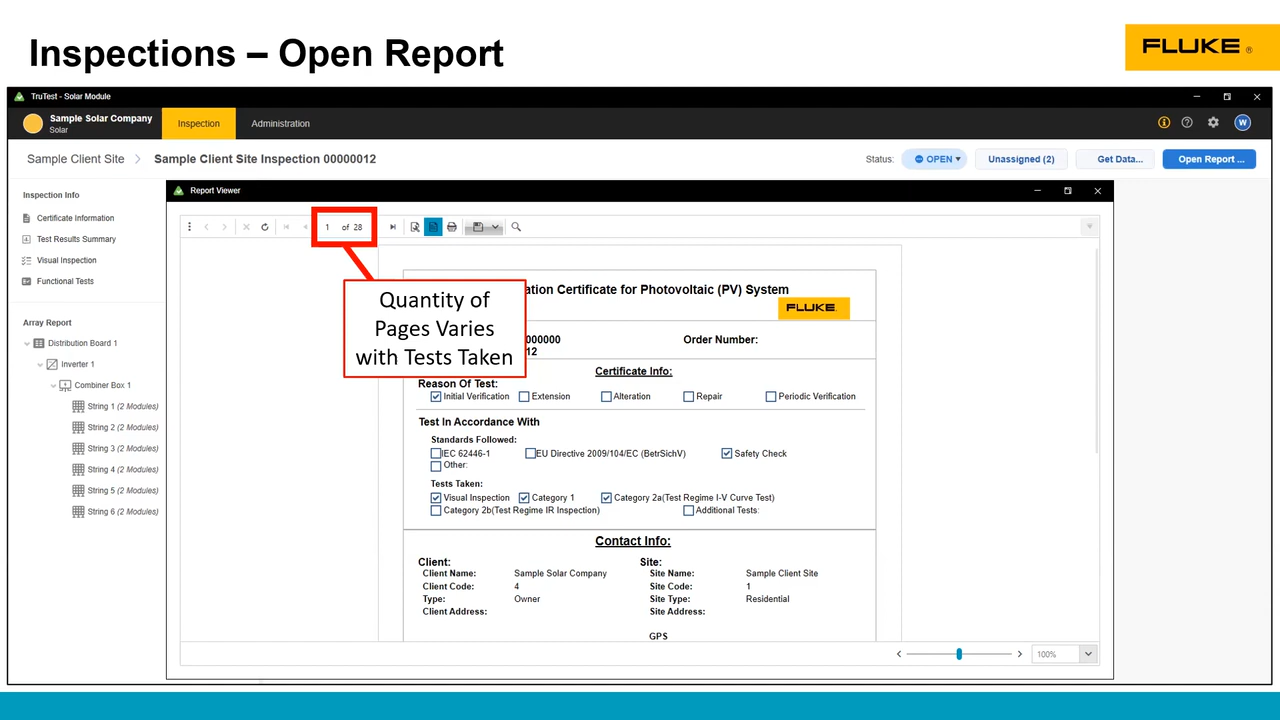 Inspections – Open Report
FLUKE ®
TruTest - Solar Module
Sample Solar Company
Solar
Inspection
Administration
W
Sample Client Site
Sample Client Site Inspection 00000012
Status:
OPEN
Unassigned (2)
Get Data...
Open Report ...
Inspection Info
Certificate Information
Test Results Summary
Visual Inspection
Functional Tests
Array Report
Distribution Board 1
Inverter 1
Combiner Box 1
String 1 (2 Modules)
String 2 (2 Modules)
String 3 (2 Modules)
String 4 (2 Modules)
String 5 (2 Modules)
String 6 (2 Modules)
Report Viewer
1 of 28
Quantity of
Pages Varies
with Tests Taken
ation Certificate for Photovoltaic (PV) System
FLUKE
000000
12
Order Number:
Certificate Info:
Reason Of Test:
Initial Verification
Extension
Alteration
Repair
Periodic Verification
Test In Accordance With
Standards Followed:
IEC 62446-1
EU Directive 2009/104/EC (BetrSichV)
Safety Check
Other:
Tests Taken:
Visual Inspection
Category 1
Category 2a(Test Regime I-V Curve Test)
Category 2b(Test Regime IR Inspection)
Additional Tests:
Contact Info:
Client:
Client Name: Sample Solar Company
Client Code: 4
Type: Owner
Client Address:
Site:
Site Name: Sample Client Site
Site Code: 1
Site Type: Residential
Site Address:
GPS
100%